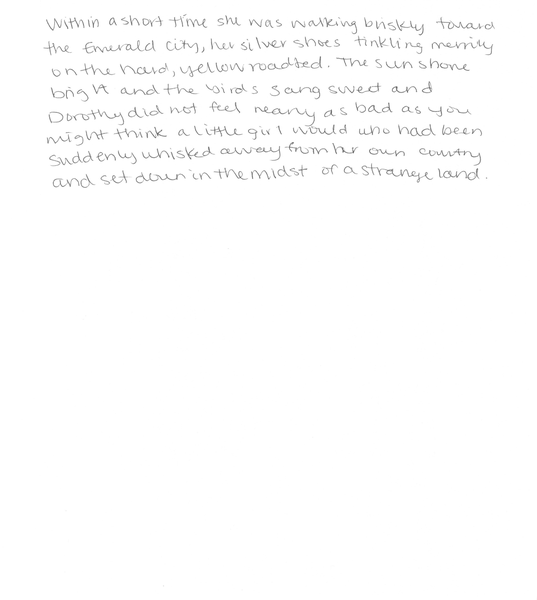 Within a short time she was walking briskly toward
the Emerald City, her silver shoes tinkling merrily
on the hard, yellow roadbed. The sun shone
bright and the birds sang sweet and
Dorothy did not feel nearly as bad as you
might think a little girl would who had been
suddenly whisked away from her own country
and set down in the midst of a strange land.